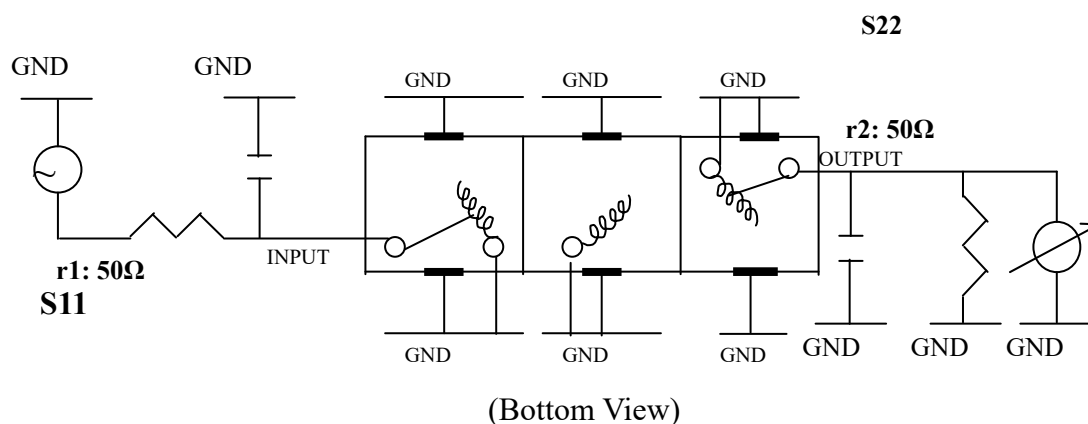 S22
GND
GND
GND
GND
GND
r2: 50Ω
OUTPUT
INPUT
r1: 50Ω
S11
GND
GND
GND
GND
GND
GND
(Bottom View)